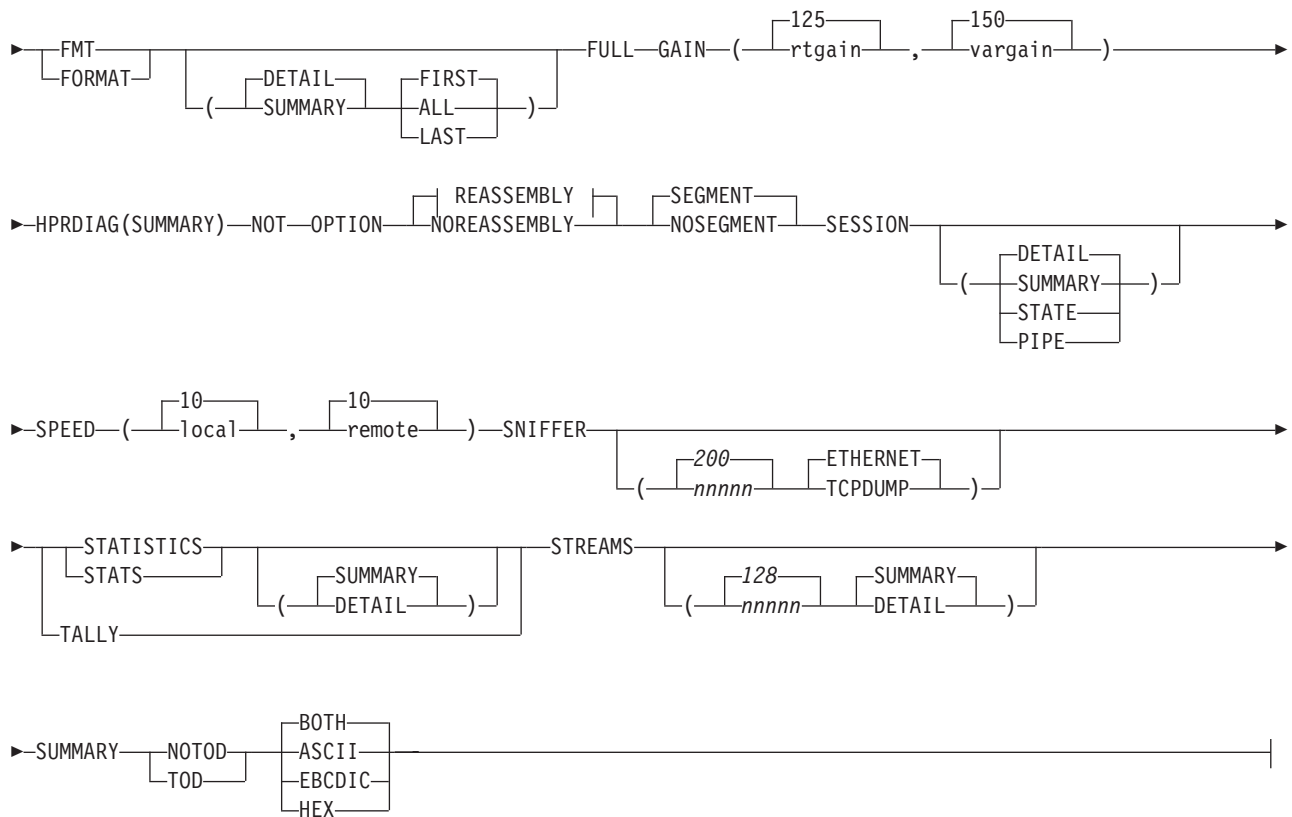 125 150
FMT FULL GAIN ( rtgain , vargain )
FORMAT DETAIL FIRST
( SUMMARY ALL )
LAST
REASSEMBLY SEGMENT
HPRDIAG(SUMMARY) NOT OPTION NOREASSEMBLY NOSEGMENT SESSION
DETAIL
( SUMMARY )
STATE
PIPE
10 10
SPEED ( local , remote ) SNIFFER
200 ETHERNET
( nnnnn TCPDUMP )
STATISTICS STREAMS
STATS SUMMARY 128 SUMMARY
( DETAIL ) ( nnnnn DETAIL )
TALLY
BOTH
SUMMARY NOTOD ASCII
TOD EBCDIC
HEX